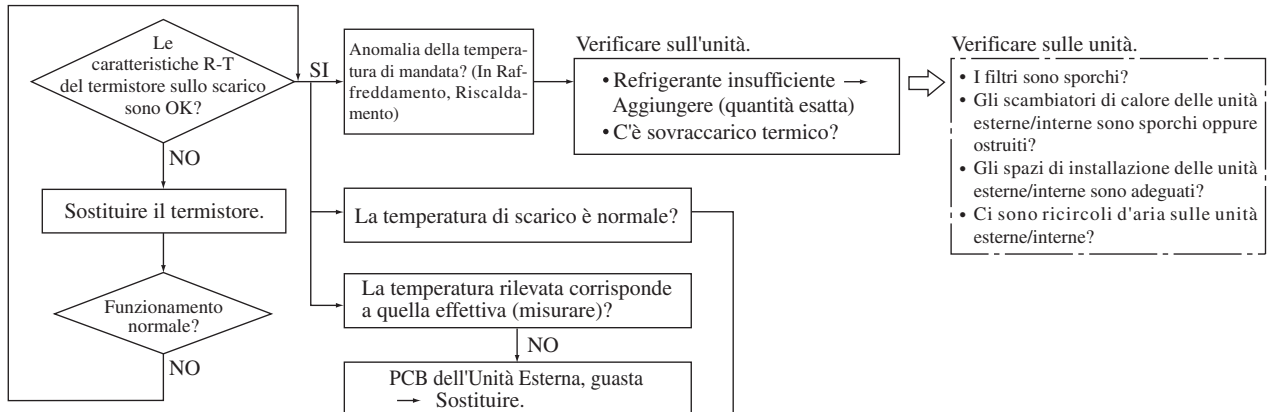 Le
caratteristiche R-T
del termistore sullo scarico
sono OK?
SI
NO
Sostituire il termistore.
Funzionamento
normale?
NO
Anomalia della tempera-
tura di mandata? (In Raf-
freddamento, Riscalda-
mento)
Verificare sull'unità.
• Refrigerante insufficiente →
Aggiungere (quantità esatta)
• C'è sovraccarico termico?
Verificare sulle unità.
• I filtri sono sporchi?
• Gli scambiatori di calore delle unità
esterne/interne sono sporchi oppure
ostruiti?
• Gli spazi di installazione delle unità
esterne/interne sono adeguati?
• Ci sono ricircoli d'aria sulle unità
esterne/interne?
La temperatura di scarico è normale?
La temperatura rilevata corrisponde
a quella effettiva (misurare)?
NO
PCB dell'Unità Esterna, guasta
→ Sostituire.